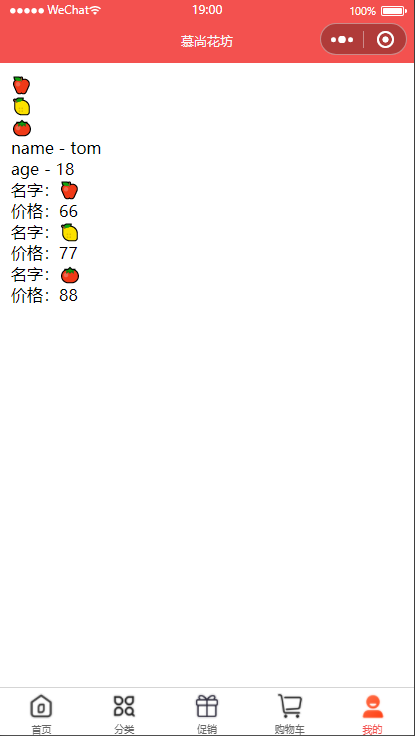 ●●●●● WeChat 19:00 100%
慕尚花坊
🍎
🍋
🍅
name - tom
age - 18
名字：🍎
价格：66
名字：🍋
价格：77
名字：🍅
价格：88
首页 分类 促销 购物车 我的